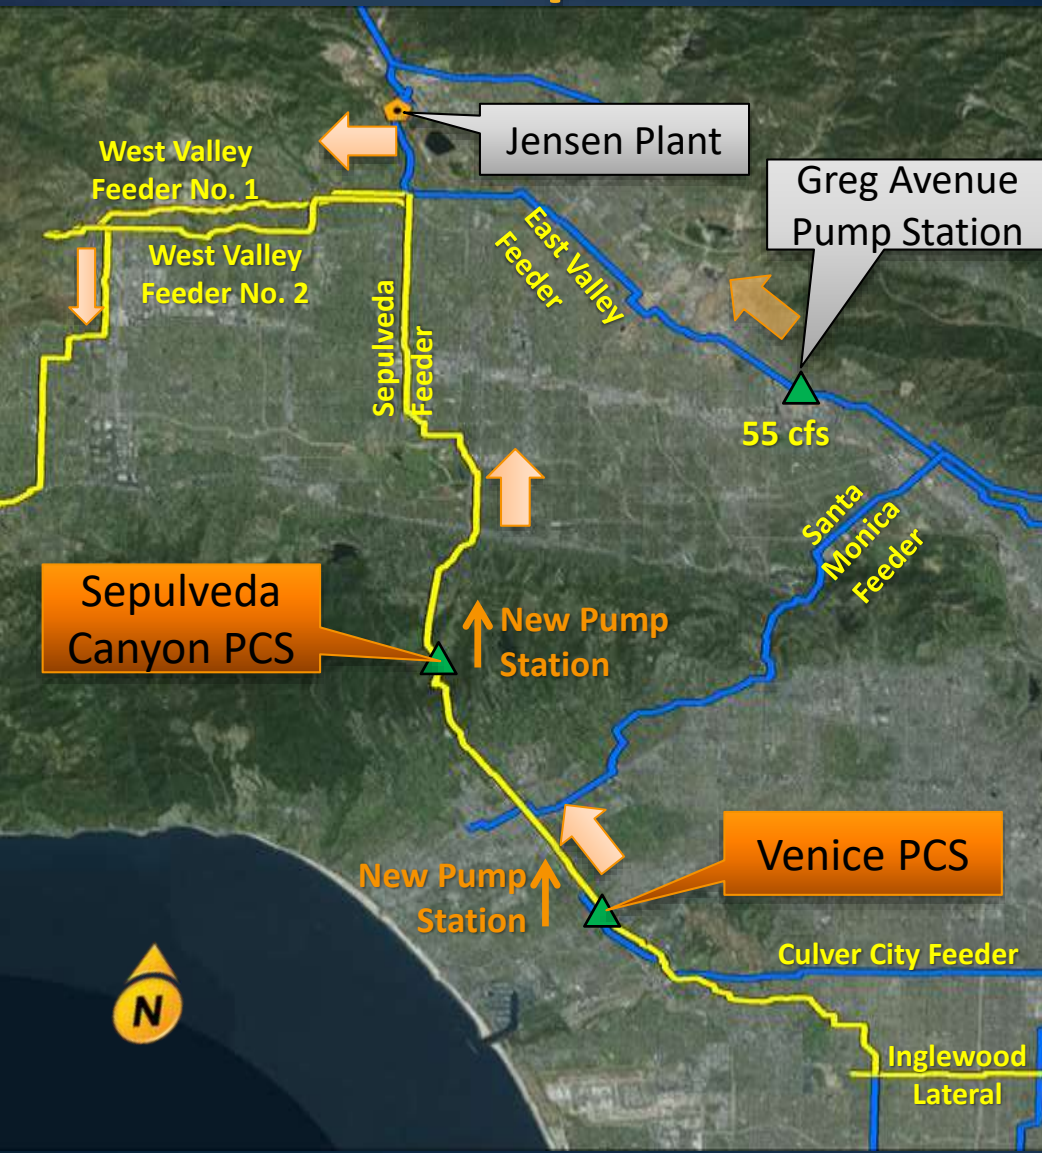 Jensen Plant
West Valley
Feeder No. 1
Greg Avenue
Pump Station
West Valley
Feeder No. 2
East Valley
Feeder
Sepulveda
Feeder
55 cfs
Santa
Monica
Feeder
Sepulveda
Canyon PCS
New Pump
Station
Venice PCS
New Pump
Station
Culver City Feeder
N
Inglewood
Lateral